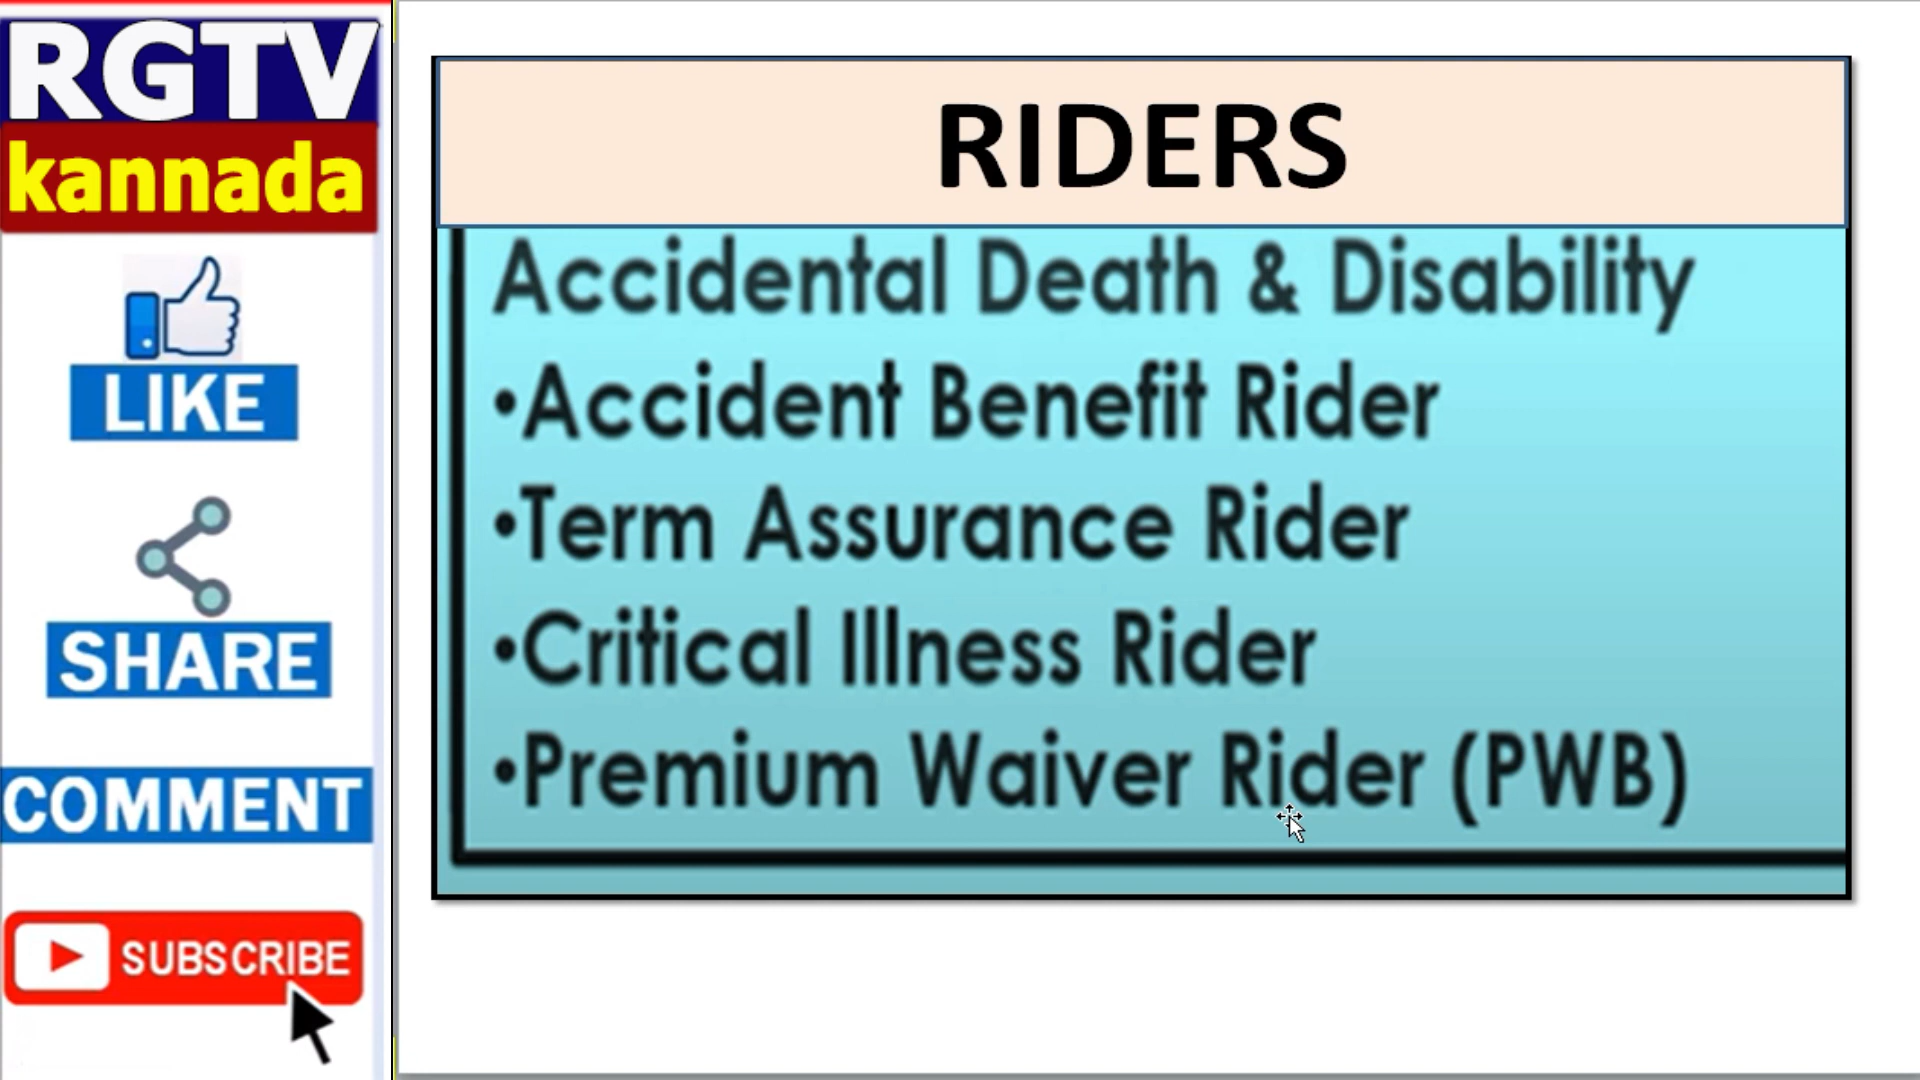 RGTV
kannada
LIKE
SHARE
COMMENT
SUBSCRIBE
RIDERS
Accidental Death & Disability
•Accident Benefit Rider
•Term Assurance Rider
•Critical Illness Rider
•Premium Waiver Rider (PWB)